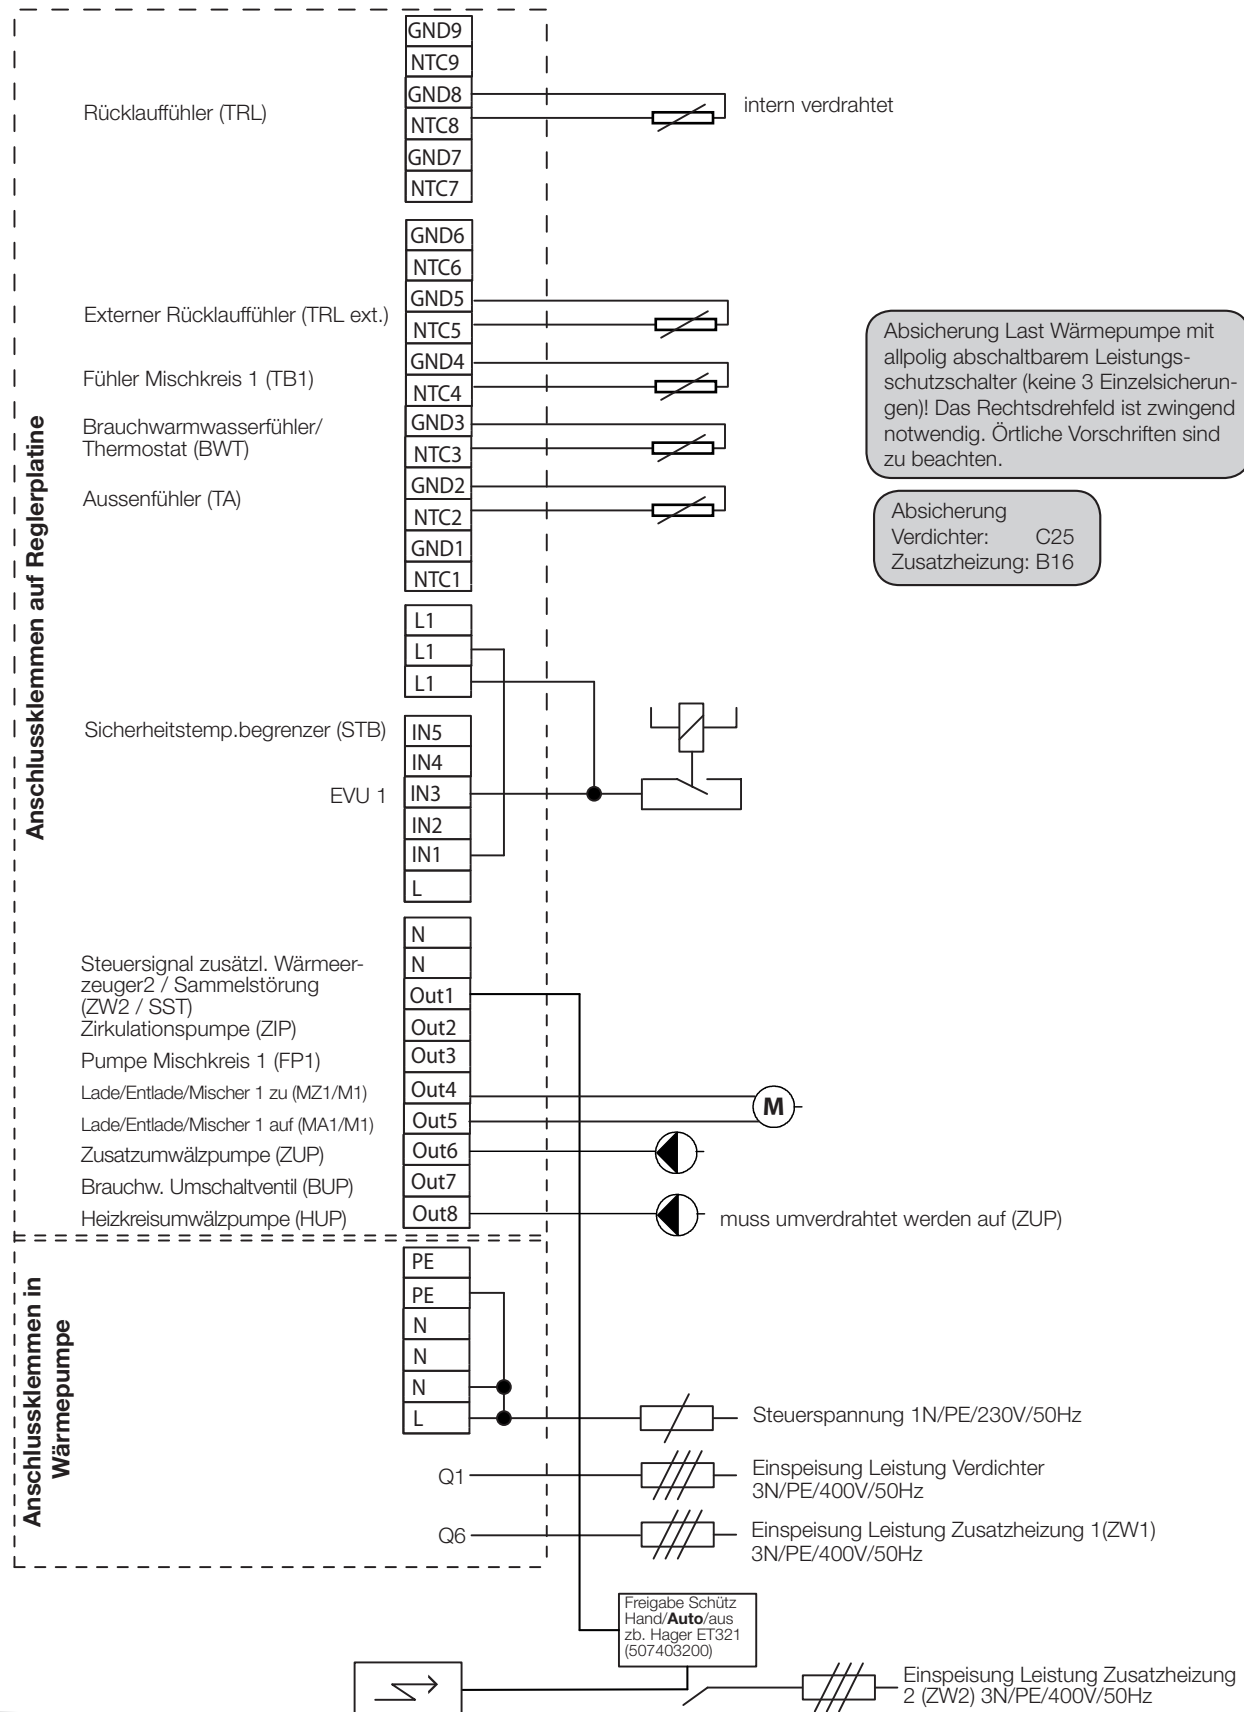 GND9
NTC9
GND8
Rücklauffühler (TRL)
intern verdrahtet
NTC8
GND7
NTC7
GND6
NTC6
GND5
Externer Rücklauffühler (TRL ext.)
NTC5
GND4
Fühler Mischkreis 1 (TB1)
NTC4
GND3
Brauchwarmwasserfühler/
Thermostat (BWT)
NTC3
GND2
Aussenfühler (TA)
NTC2
GND1
NTC1
Absicherung Last Wärmepumpe mit
allpolig abschaltbarem Leistungs-
schutzschalter (keine 3 Einzelsicherun-
gen)! Das Rechtsdrehfeld ist zwingend
notwendig. Örtliche Vorschriften sind
zu beachten.
Absicherung
Verdichter: C25
Zusatzheizung: B16
Anschlussklemmen auf Reglerplatine
L1
L1
L1
Sicherheitstemp.begrenzer (STB)
IN5
IN4
EVU 1
IN3
IN2
IN1
L
N
N
Steuersignal zusätzl. Wärmeer-
zeuger2 / Sammelstörung
(ZW2 / SST)
Out1
Zirkulationspumpe (ZIP)
Out2
Pumpe Mischkreis 1 (FP1)
Out3
Lade/Entlade/Mischer 1 zu (MZ1/M1)
Out4
M
Lade/Entlade/Mischer 1 auf (MA1/M1)
Out5
Zusatzumwälzpumpe (ZUP)
Out6
Brauchw. Umschaltventil (BUP)
Out7
Heizkreisumwälzpumpe (HUP)
Out8
muss umverdrahtet werden auf (ZUP)
Anschlussklemmen in
Wärmepumpe
PE
PE
N
N
N
L
Steuerspannung 1N/PE/230V/50Hz
Q1
Einspeisung Leistung Verdichter
3N/PE/400V/50Hz
Q6
Einspeisung Leistung Zusatzheizung 1(ZW1)
3N/PE/400V/50Hz
Freigabe Schütz
Hand/Auto/aus
zb. Hager ET321
(507403200)
Einspeisung Leistung Zusatzheizung
2 (ZW2) 3N/PE/400V/50Hz